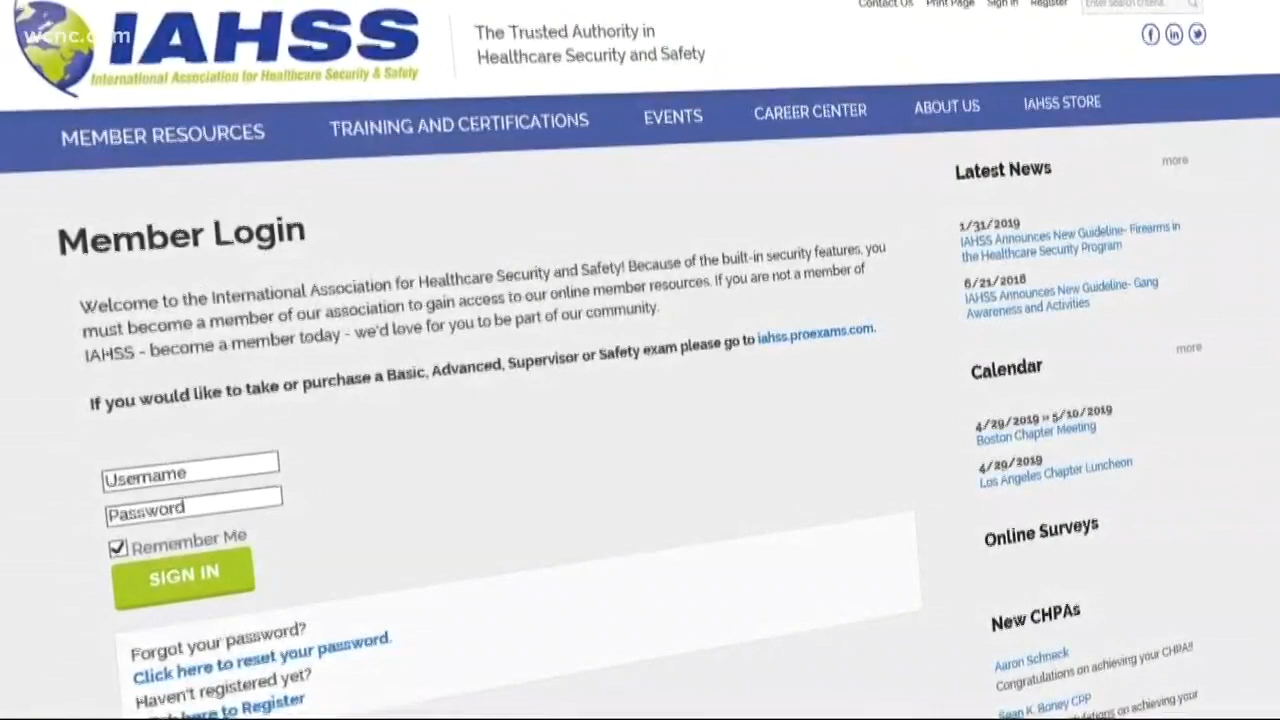 wcnc.com
IAHSS
International Association for Healthcare Security & Safety
The Trusted Authority in
Healthcare Security and Safety
Contact Us Print Page Sign In Register Enter search criteria
MEMBER RESOURCES TRAINING AND CERTIFICATIONS EVENTS CAREER CENTER ABOUT US IAHSS STORE
Member Login
Welcome to the International Association for Healthcare Security and Safety! Because of the built-in security features, you
must become a member of our association to gain access to our online member resources. If you are not a member of
IAHSS - become a member today - we'd love for you to be part of our community.
If you would like to take or purchase a Basic, Advanced, Supervisor or Safety exam please go to iahss.proexams.com.
Username
Password
Remember Me
SIGN IN
Forgot your password?
Click here to reset your password.
Haven't registered yet?
here to Register
Latest News more
1/31/2019
IAHSS Announces New Guideline- Firearms in
the Healthcare Security Program
6/21/2018
IAHSS Announces New Guideline- Gang
Awareness and Activities
Calendar more
4/29/2019 » 5/10/2019
Boston Chapter Meeting
4/29/2019
Los Angeles Chapter Luncheon
Online Surveys
New CHPAs
Aaron Schneck
Congratulations on achieving your CHPA!!
Sean K. Boney CPP
on achieving your